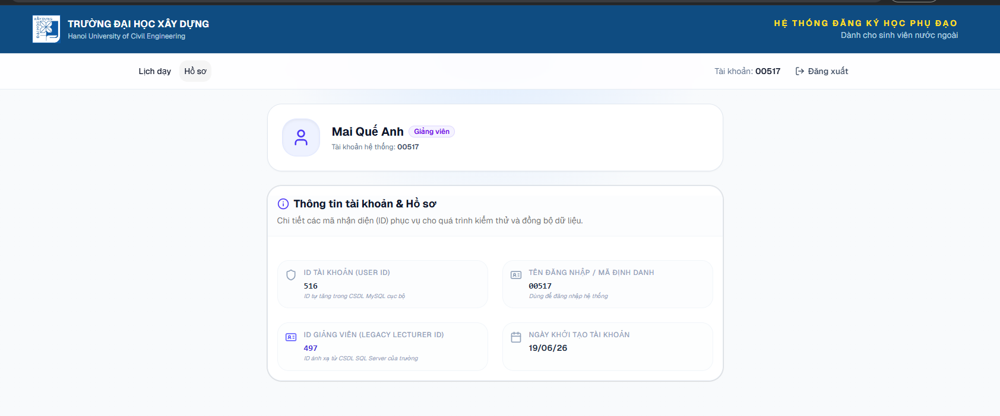 XÂY DỰNG
ĐẠI HỌC
TRƯỜNG ĐẠI HỌC XÂY DỰNG
Hanoi University of Civil Engineering
HỆ THỐNG ĐĂNG KÝ HỌC PHỤ ĐẠO
Dành cho sinh viên nước ngoài
Lịch dạy
Hồ sơ
Tài khoản: 00517
Đăng xuất
Mai Quế Anh
Giảng viên
Tài khoản hệ thống: 00517
Thông tin tài khoản & Hồ sơ
Chi tiết các mã nhận diện (ID) phục vụ cho quá trình kiểm thử và đồng bộ dữ liệu.
ID TÀI KHOẢN (USER ID)
516
ID tự tăng trong CSDL MySQL cục bộ
TÊN ĐĂNG NHẬP / MÃ ĐỊNH DANH
00517
Dùng để đăng nhập hệ thống
ID GIẢNG VIÊN (LEGACY LECTURER ID)
497
ID ánh xạ từ CSDL SQL Server của trường
NGÀY KHỞI TẠO TÀI KHOẢN
19/06/26